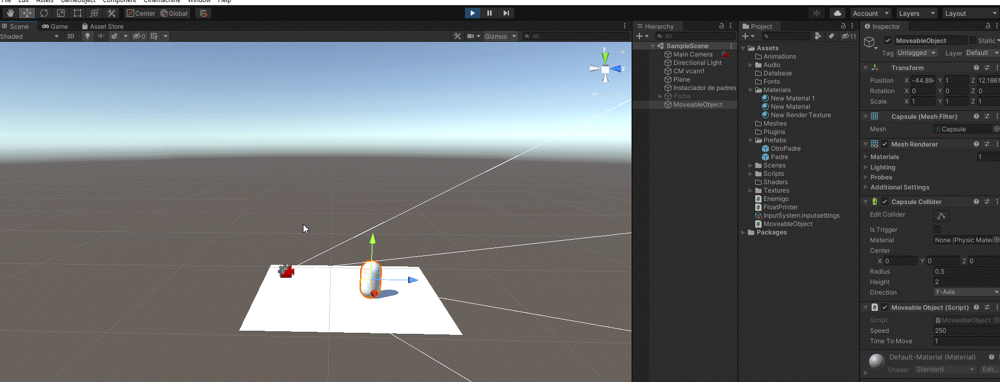 File Edit Assets GameObject Component Cinemachine Window Help
Center Global Account Layers Layout
Scene Game Asset Store
Shaded 2D 0 Gizmos All
y
z
Hierarchy
All
SampleScene
Main Camera
Directional Light
CM vcam1
Plane
Instaciador de padres
Padre
MoveableObject
Project
11
Assets
Animations
Audio
Database
Fonts
Materials
New Material 1
New Material
New Render Texture
Meshes
Plugins
Prefabs
OtroPadre
Padre
Scenes
Scripts
Shaders
Textures
Enemigo
FloatPrinter
InputSystem.inputsettings
MoveableObject
Packages
Inspector
MoveableObject Static
Tag Untagged Layer Default
Transform
Position X -44.89 Y 1 Z 12.1861
Rotation X 0 Y 0 Z 0
Scale X 1 Y 1 Z 1
Capsule (Mesh Filter)
Mesh Capsule
Mesh Renderer
Materials 1
Lighting
Probes
Additional Settings
Capsule Collider
Edit Collider
Is Trigger
Material None (Physic Mater
Center
X 0 Y 0 Z 0
Radius 0.5
Height 2
Direction Y-Axis
Moveable Object (Script)
Script MoveableObject
Speed 250
Time To Move 1
Default-Material (Material)
Shader Standard Edit...